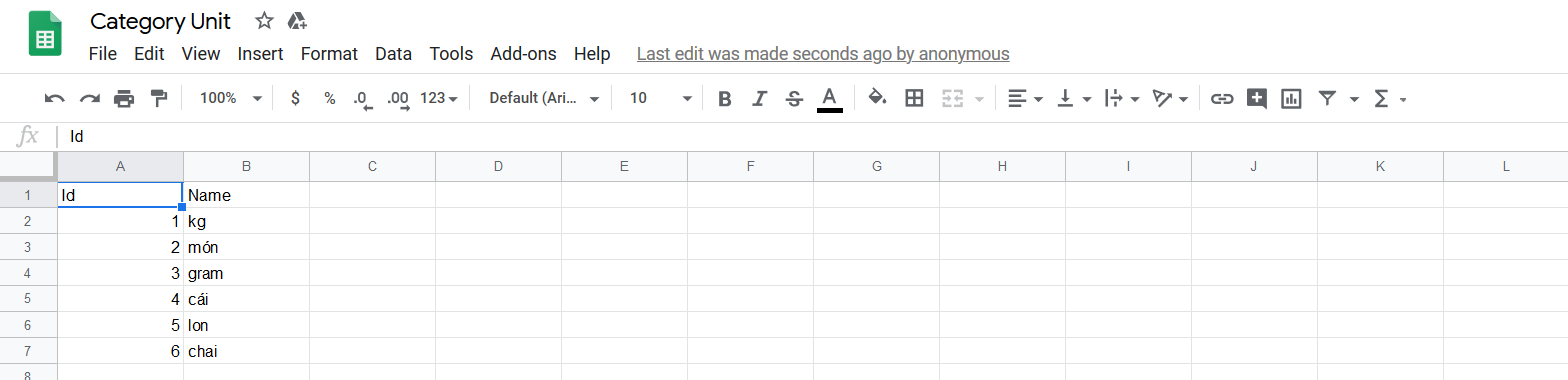 Category Unit
File Edit View Insert Format Data Tools Add-ons Help Last edit was made seconds ago by anonymous
100% $ % .0 .00 123 Default (Ari... 10 B I S A Σ
fx Id
A B C D E F G H I J K L
1 Id Name
2 1 kg
3 2 món
4 3 gram
5 4 cái
6 5 lon
7 6 chai
8